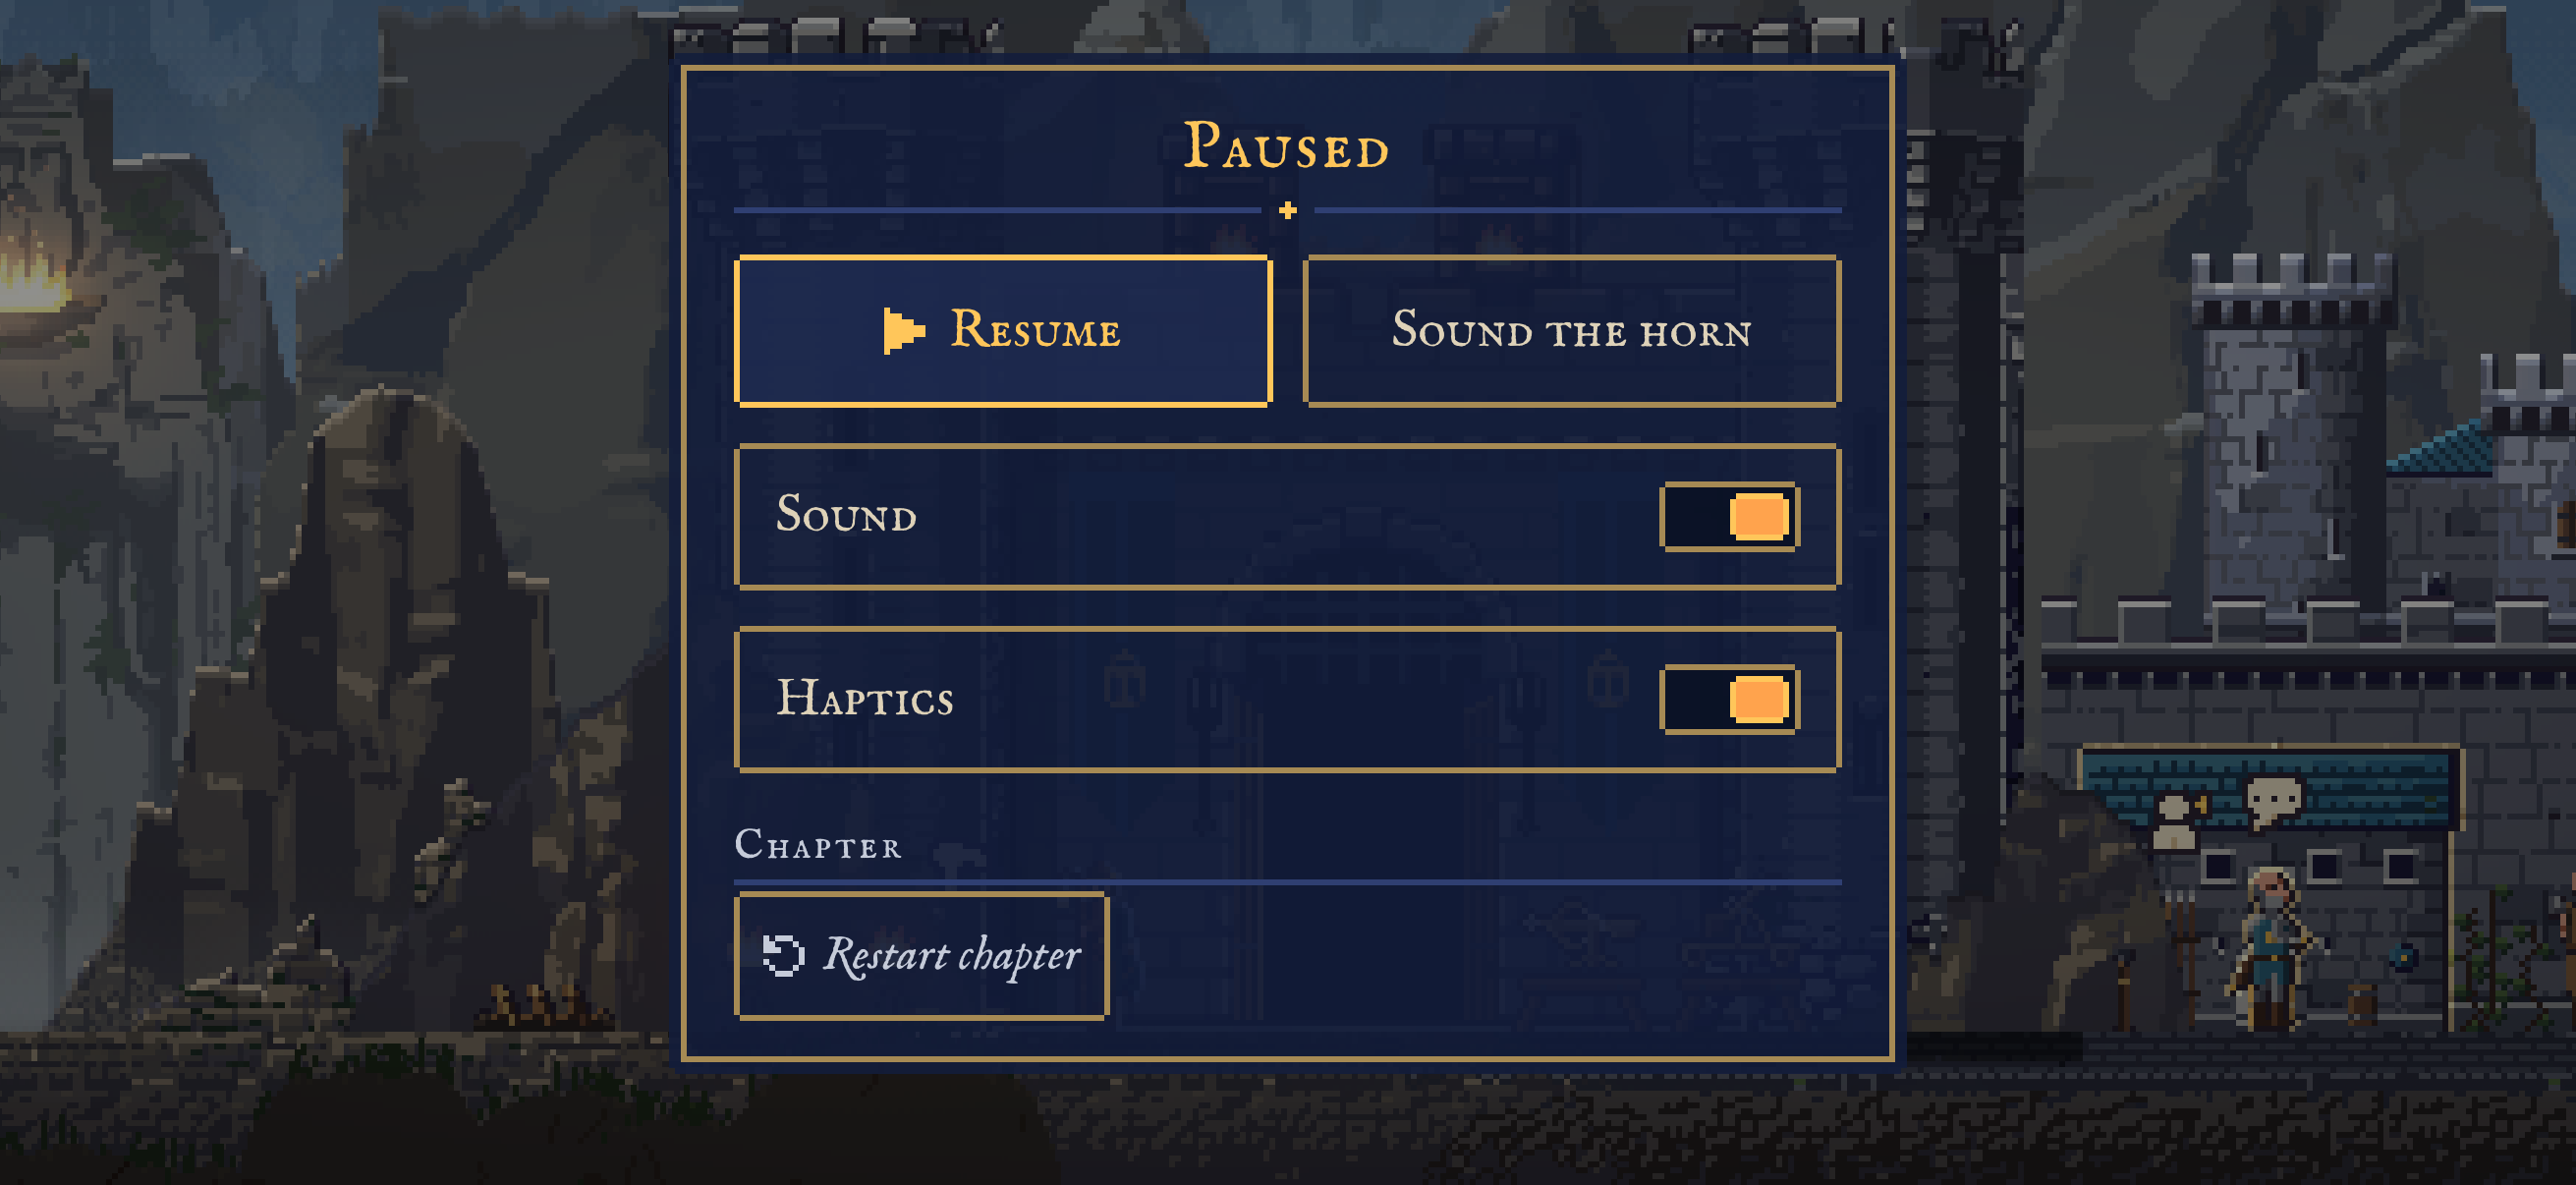 Paused
Resume
Sound the horn
Sound
Haptics
Chapter
Restart chapter